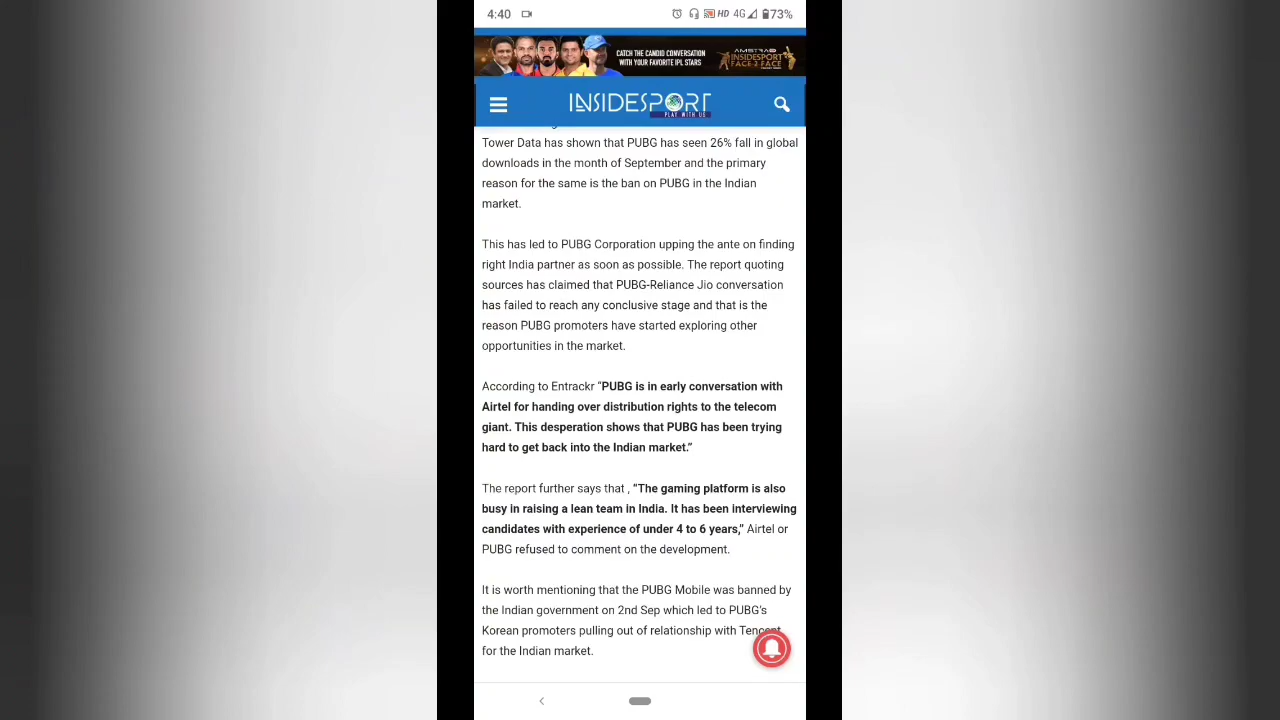 4:40
HD 4G 73%
CATCH THE CANDID CONVERSATION
WITH YOUR FAVORITE IPL STARS
AMSTRAD
INSIDESPORT
FACE 2 FACE
INSIDESPORT
PLAY WITH US
Tower Data has shown that PUBG has seen 26% fall in global
downloads in the month of September and the primary
reason for the same is the ban on PUBG in the Indian
market.
This has led to PUBG Corporation upping the ante on finding
right India partner as soon as possible. The report quoting
sources has claimed that PUBG-Reliance Jio conversation
has failed to reach any conclusive stage and that is the
reason PUBG promoters have started exploring other
opportunities in the market.
According to Entrackr “PUBG is in early conversation with
Airtel for handing over distribution rights to the telecom
giant. This desperation shows that PUBG has been trying
hard to get back into the Indian market.”
The report further says that , “The gaming platform is also
busy in raising a lean team in India. It has been interviewing
candidates with experience of under 4 to 6 years,” Airtel or
PUBG refused to comment on the development.
It is worth mentioning that the PUBG Mobile was banned by
the Indian government on 2nd Sep which led to PUBG's
Korean promoters pulling out of relationship with Tencent
for the Indian market.